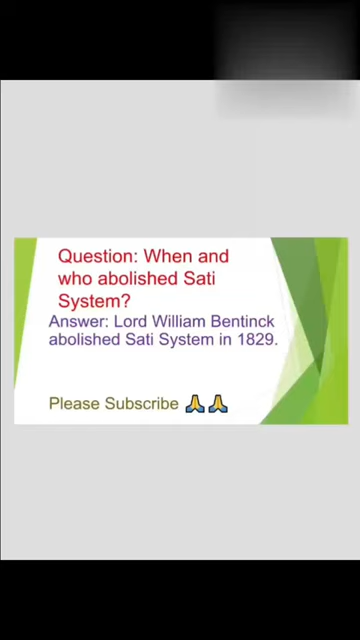 Question: When and
who abolished Sati
System?
Answer: Lord William Bentinck
abolished Sati System in 1829.
Please Subscribe 🙏🙏